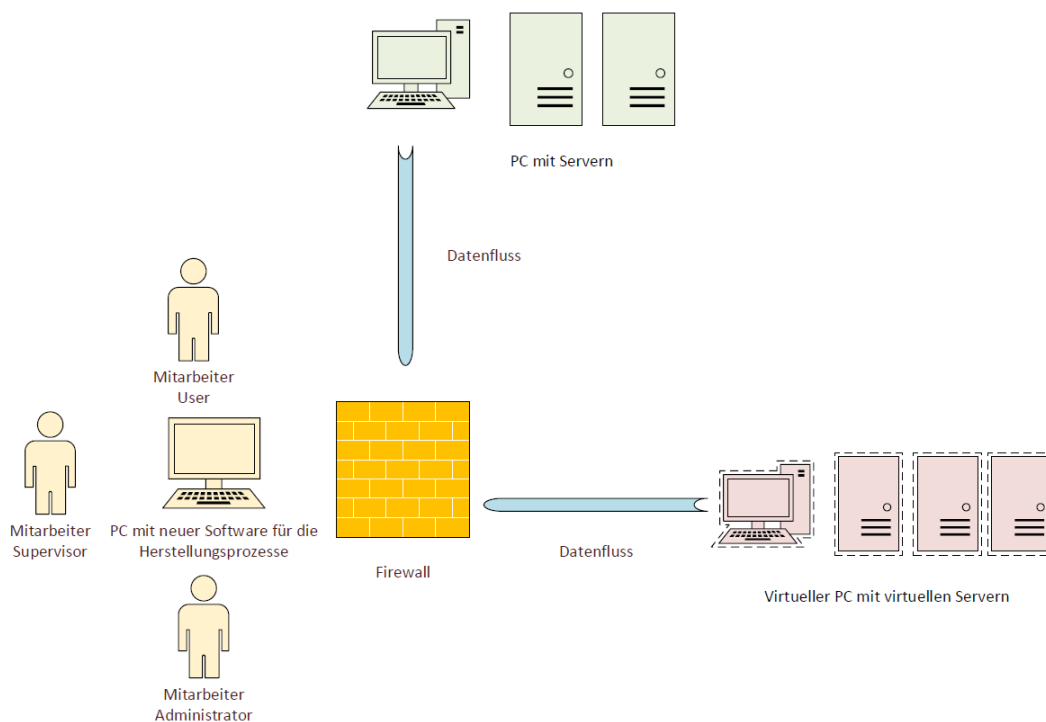 PC mit Servern
Datenfluss
Mitarbeiter
User
Mitarbeiter
Supervisor
PC mit neuer Software für die
Herstellungsprozesse
Firewall
Datenfluss
Virtueller PC mit virtuellen Servern
Mitarbeiter
Administrator